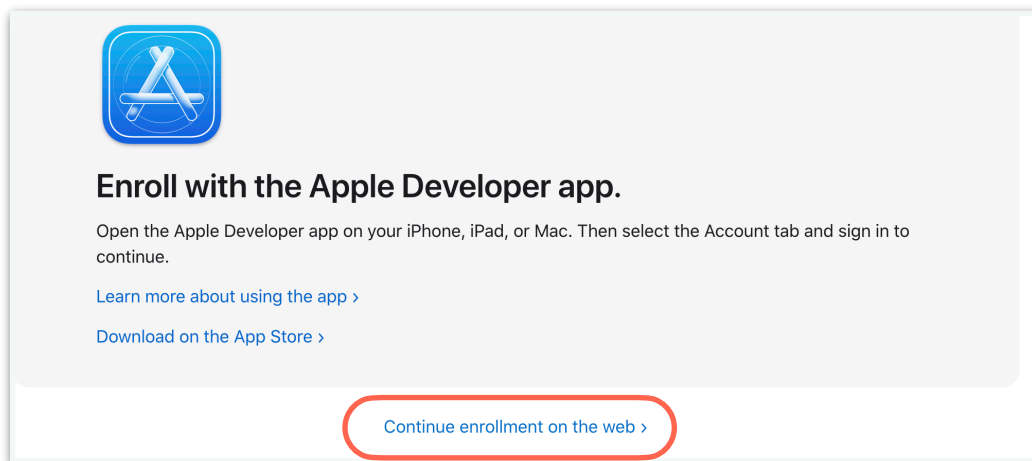 Enroll with the Apple Developer app.
Open the Apple Developer app on your iPhone, iPad, or Mac. Then select the Account tab and sign in to
continue.
Learn more about using the app ›
Download on the App Store ›
Continue enrollment on the web ›